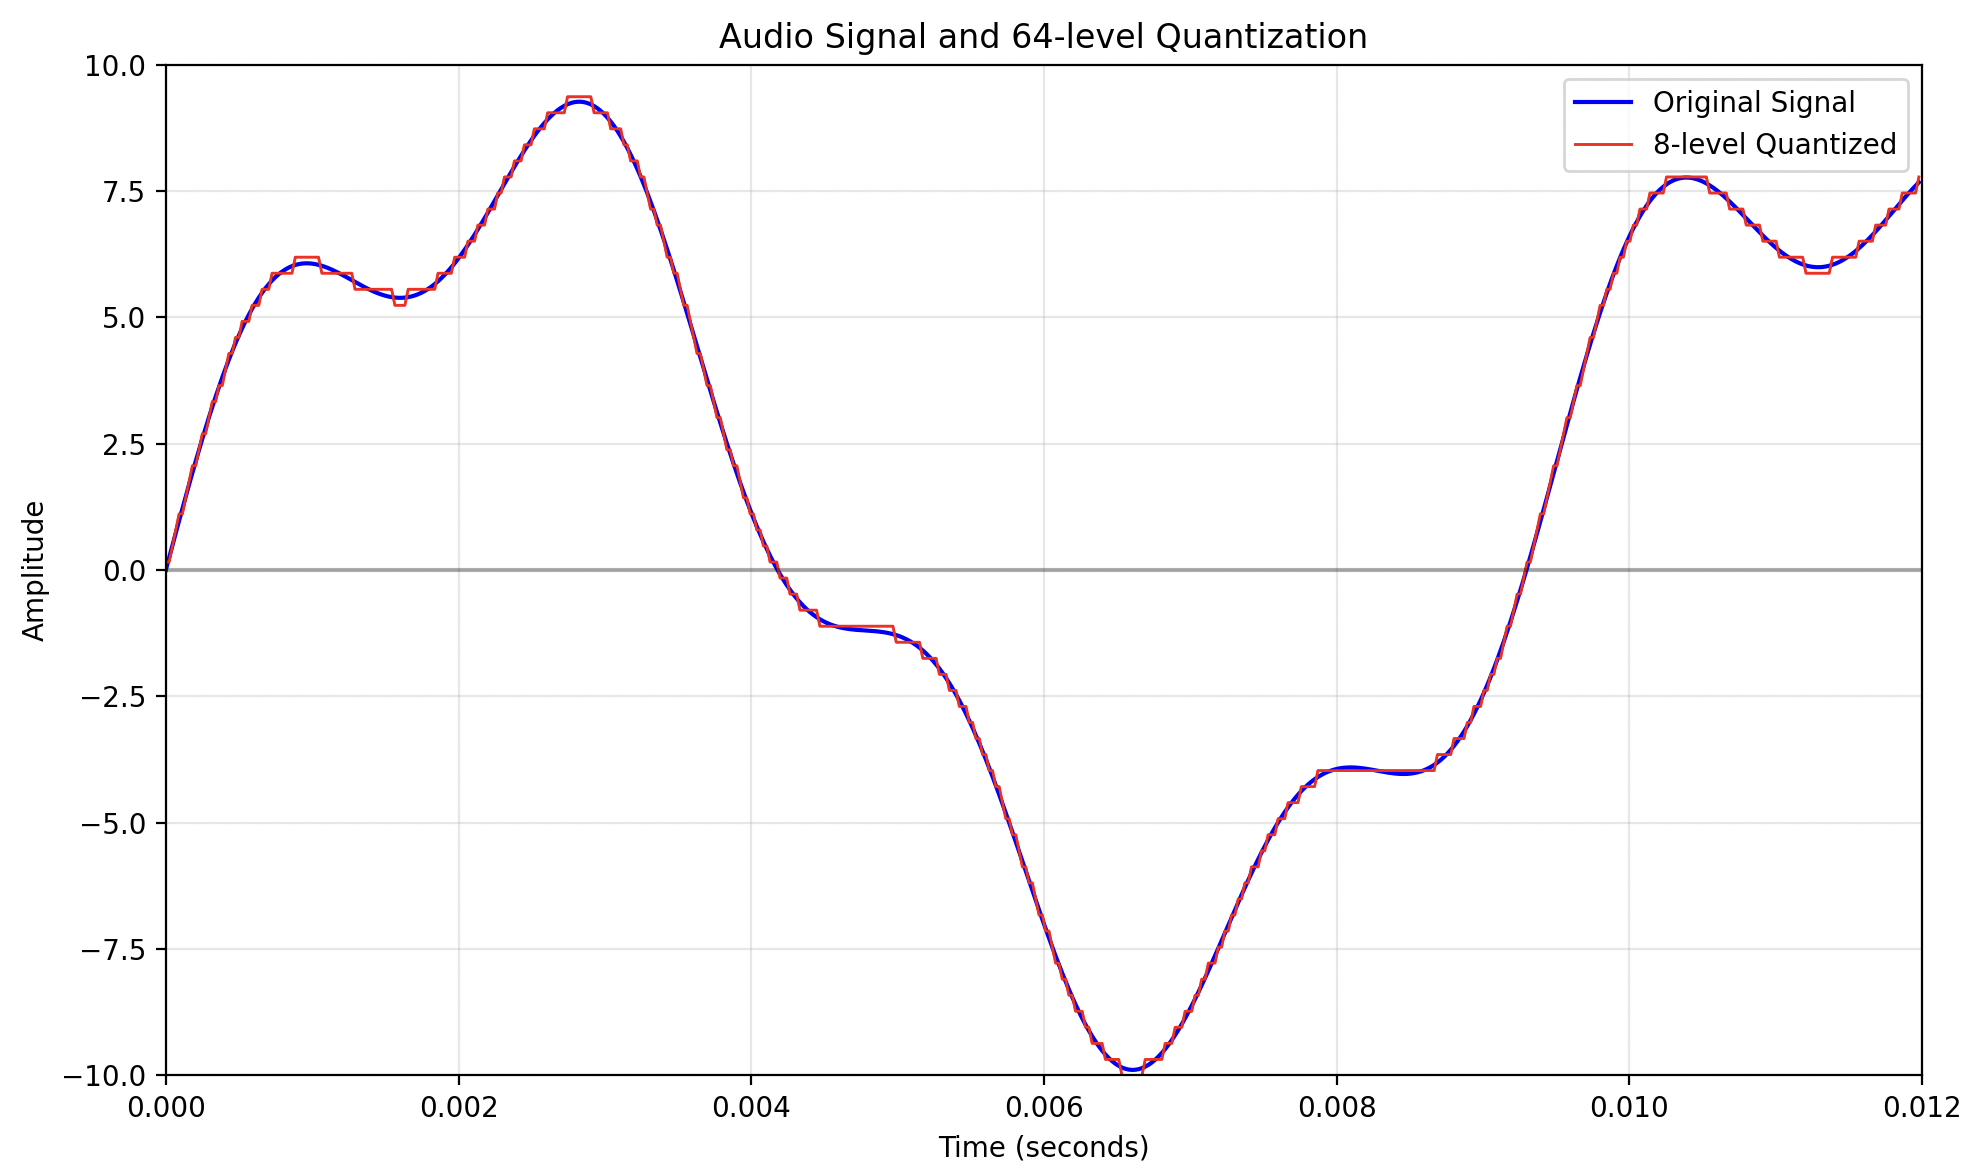 Audio Signal and 64-level Quantization
Original Signal
8-level Quantized
Amplitude
10.0
7.5
5.0
2.5
0.0
−2.5
−5.0
−7.5
−10.0
0.000 0.002 0.004 0.006 0.008 0.010 0.012
Time (seconds)